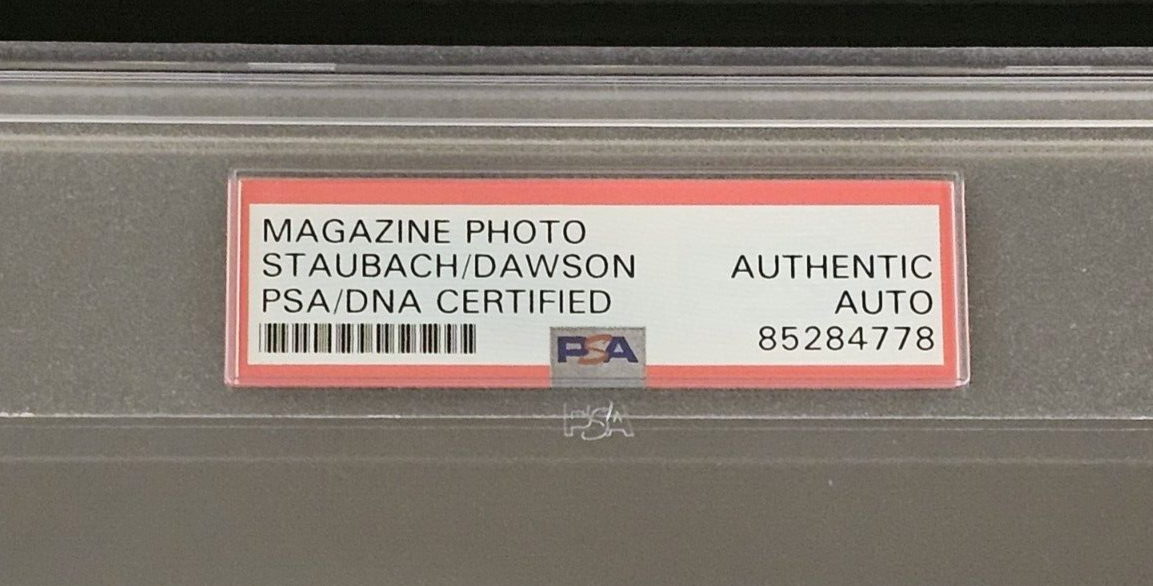 MAGAZINE PHOTO
STAUBACH/DAWSON AUTHENTIC
PSA/DNA CERTIFIED AUTO
85284778
PSA
PSA